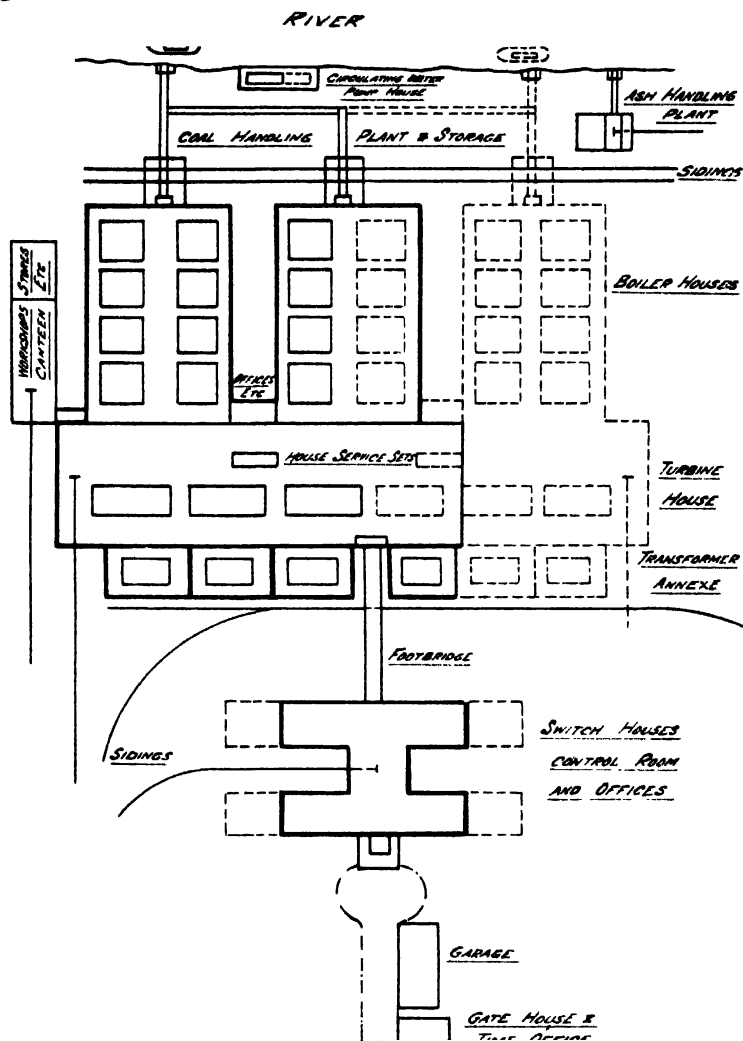 RIVER
CIRCULATING WATER
PUMP HOUSE
ASH HANDLING
PLANT
COAL HANDLING
PLANT & STORAGE
SIDINGS
STORES
ETC
WORKSHOPS
CANTEEN
BOILER HOUSES
OFFICES
ETC
HOUSE SERVICE SETS
TURBINE
HOUSE
TRANSFORMER
ANNEXE
FOOTBRIDGE
SIDINGS
SWITCH HOUSES
CONTROL ROOM
AND OFFICES
GARAGE
GATE HOUSE &
TIME OFFICE